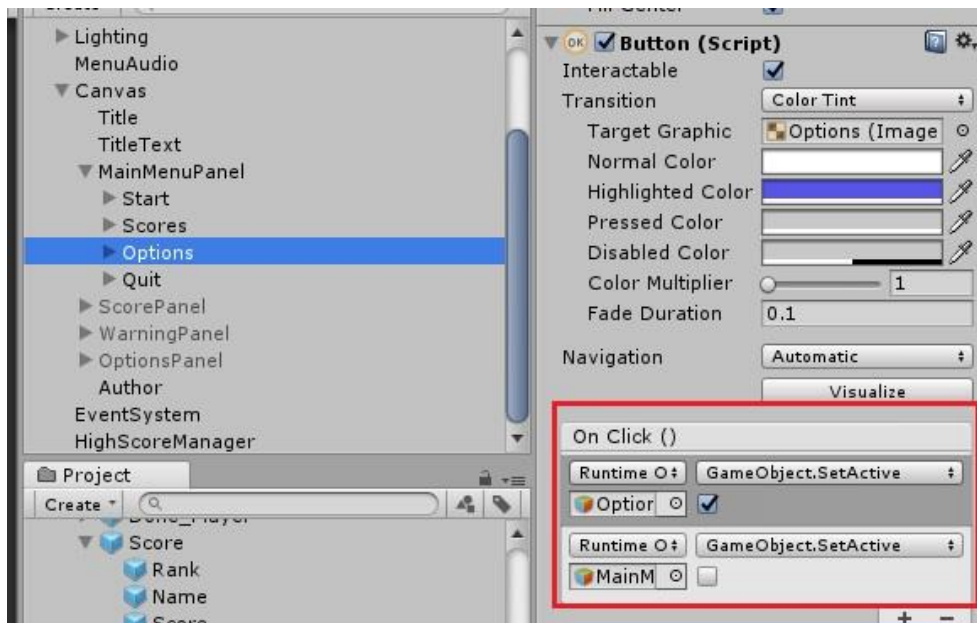 Lighting
MenuAudio
Canvas
Title
TitleText
MainMenuPanel
Start
Scores
Options
Quit
ScorePanel
WarningPanel
OptionsPanel
Author
EventSystem
HighScoreManager
Project
Create
Score
Rank
Name
Score
OK Button (Script)
Interactable
Transition Color Tint
Target Graphic Options (Image
Normal Color
Highlighted Color
Pressed Color
Disabled Color
Color Multiplier 1
Fade Duration 0.1
Navigation Automatic
Visualize
On Click ()
Runtime O GameObject.SetActive
Optior
Runtime O GameObject.SetActive
MainM
+ −